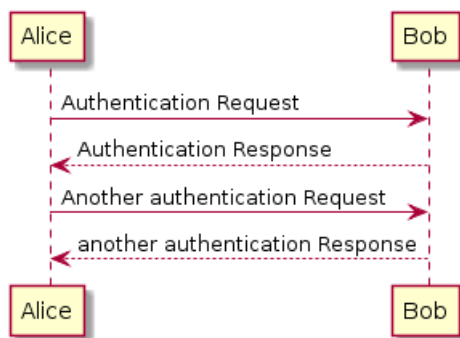 Alice Bob
Authentication Request
Authentication Response
Another authentication Request
another authentication Response
Alice Bob